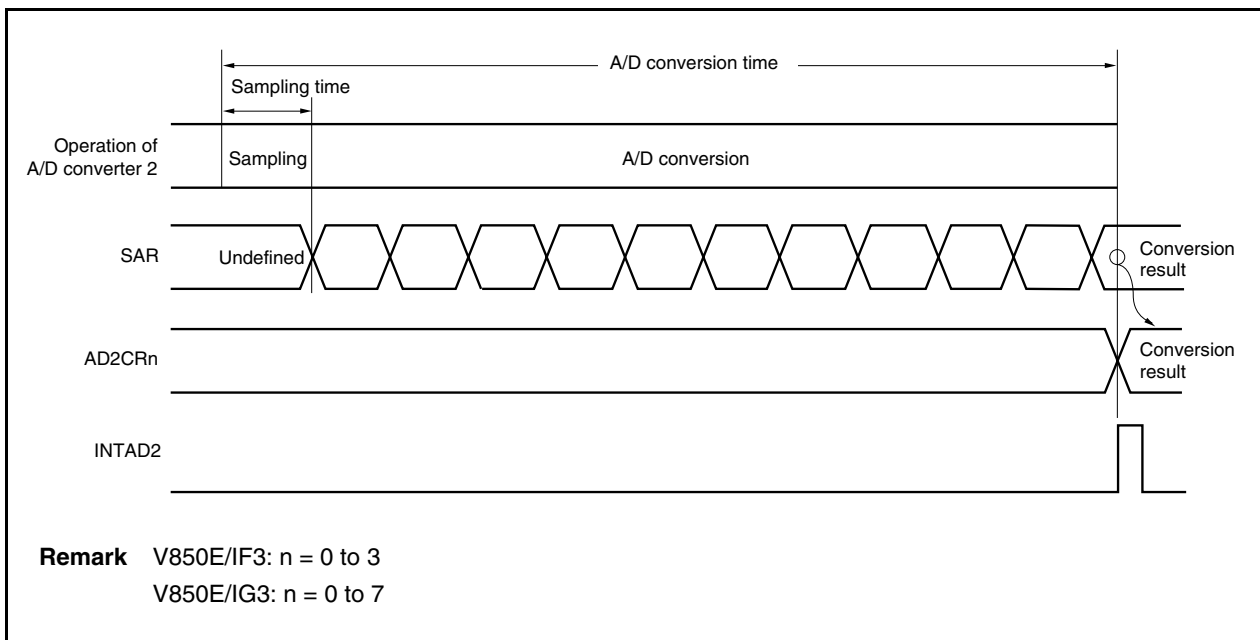 A/D conversion time
Sampling time
Operation of
A/D converter 2
Sampling
A/D conversion
SAR
Undefined
Conversion
result
AD2CRn
Conversion
result
INTAD2
Remark V850E/IF3: n = 0 to 3
V850E/IG3: n = 0 to 7